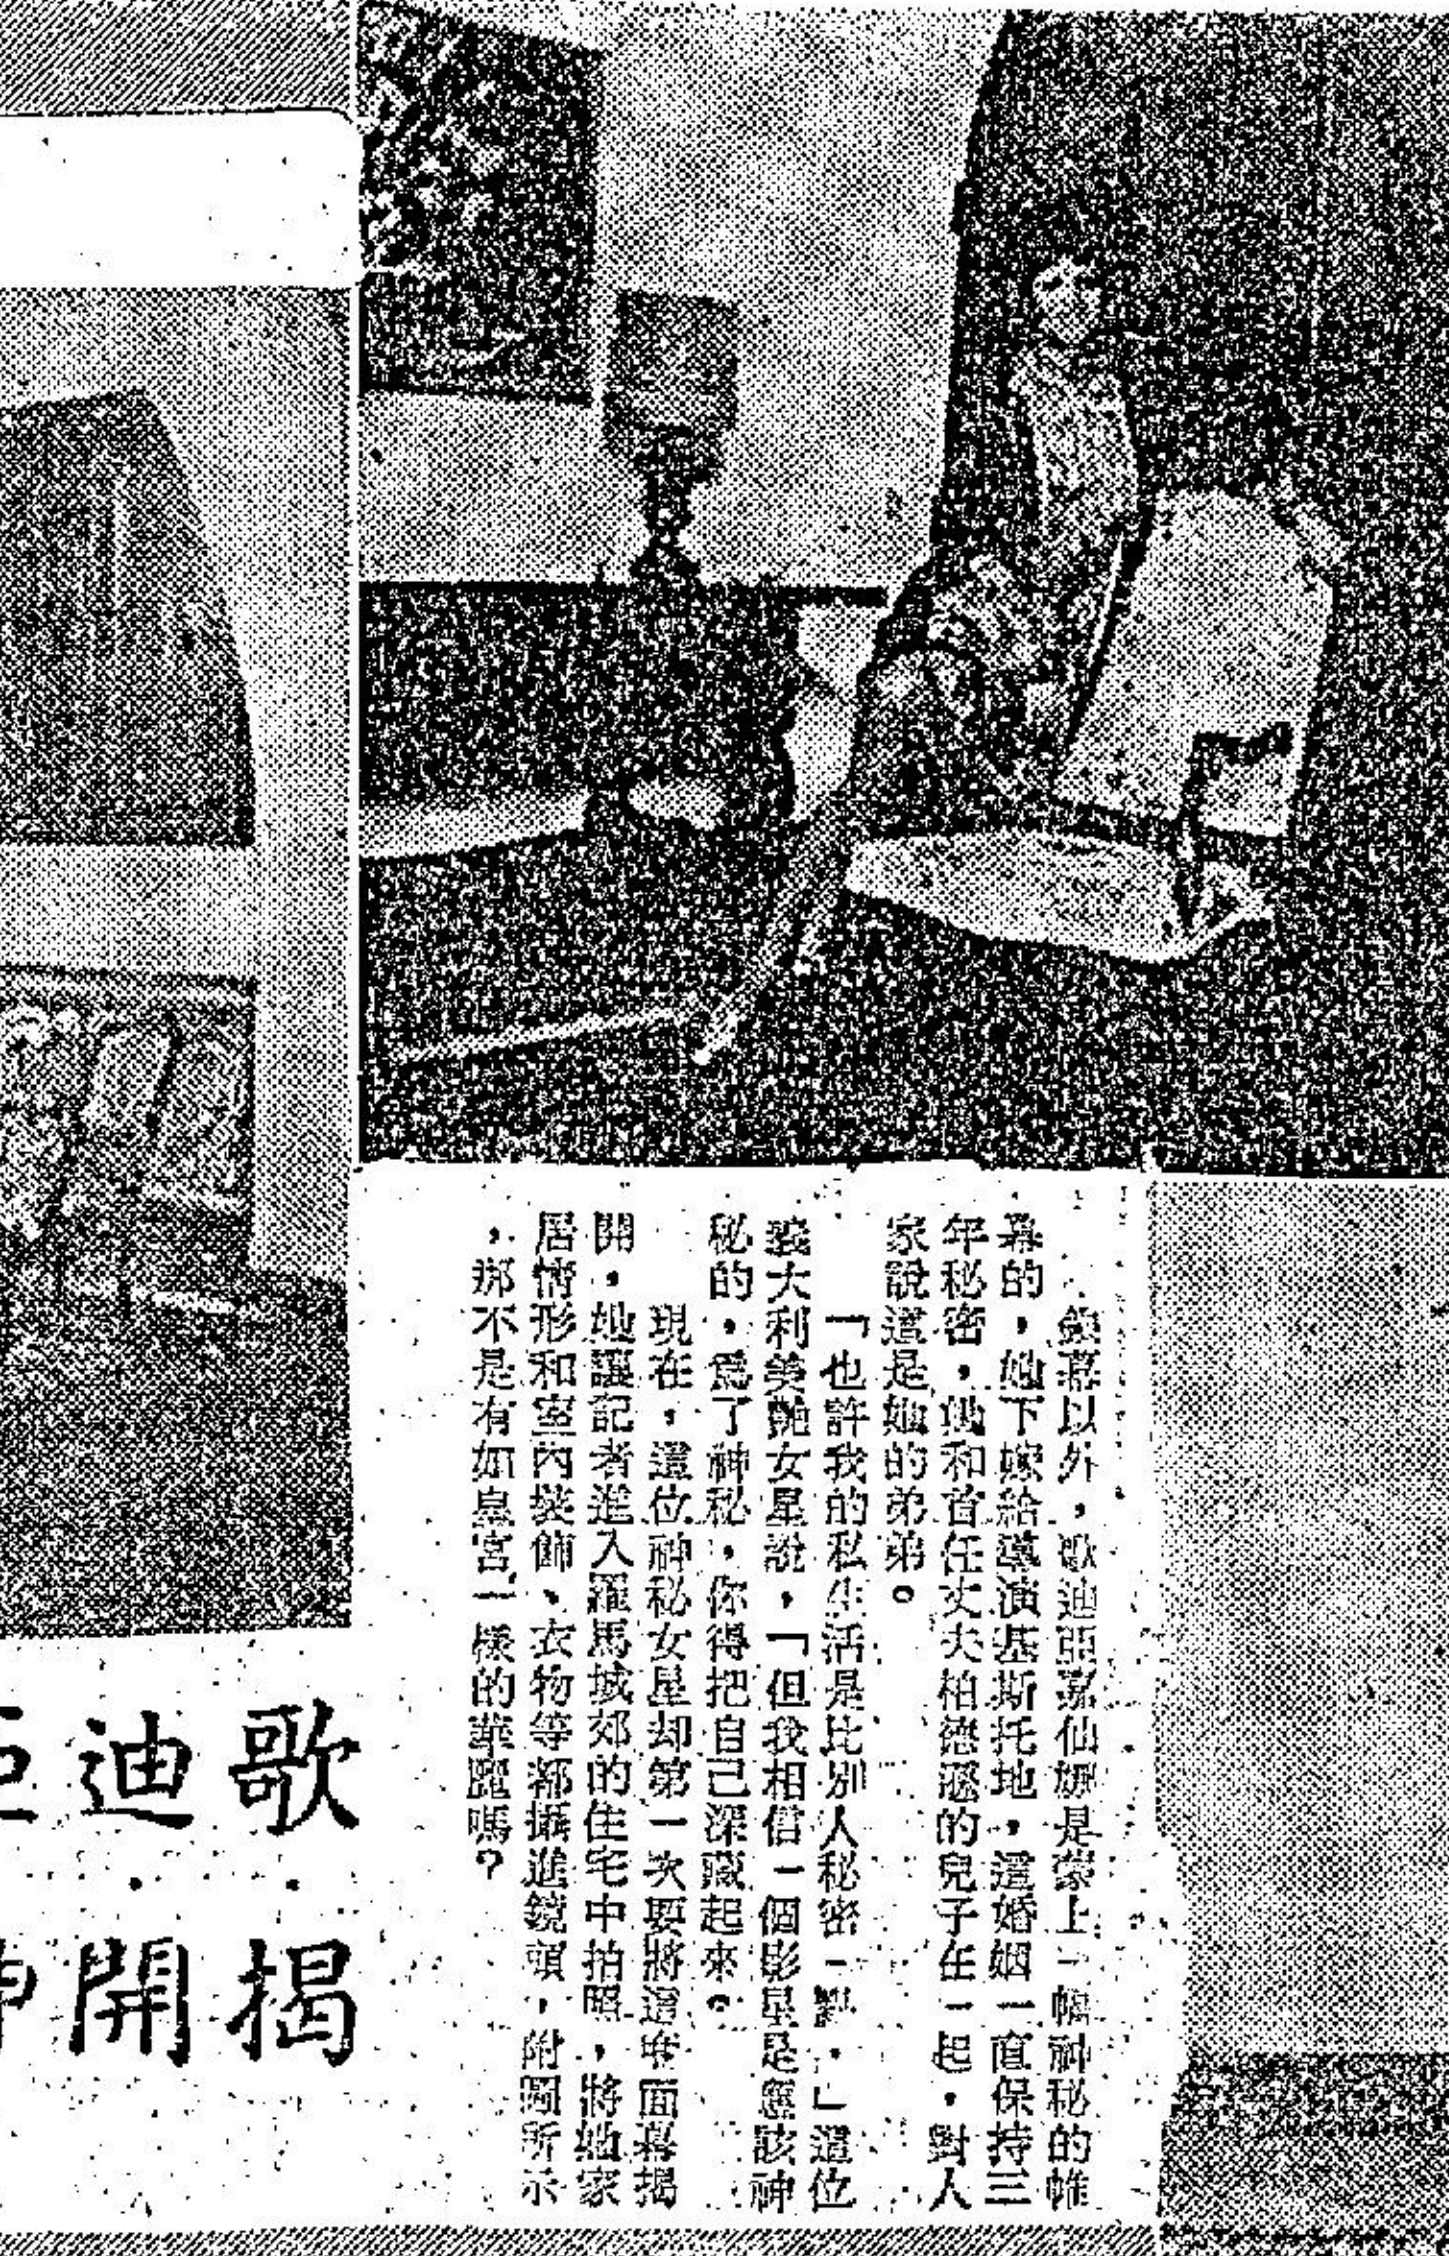 銀幕以外，歌迪亞嘉仙娜是蒙上一幅神秘的帷
幕的，她下嫁給導演基斯托地，這婚姻一直保持三
年秘密，她和首任丈夫柏德遜的兒子在一起，對人
家說這是她的弟弟。
「也許我的私生活是比別人秘密一點，」這位
義大利美艷女星說，「但我相信一個影星是應該神
秘的，爲了神秘，你得把自己深藏起來。
現在，這位神秘女星却第一次要將這帷面幕揭
開，她讓記者進入羅馬城郊的住宅中拍照，將她家
居情形和室內裝飾、衣物等都攝進鏡頭，附圖所示
，那不是有如皇宮一樣的華麗嗎？
歌迪亞
揭開神